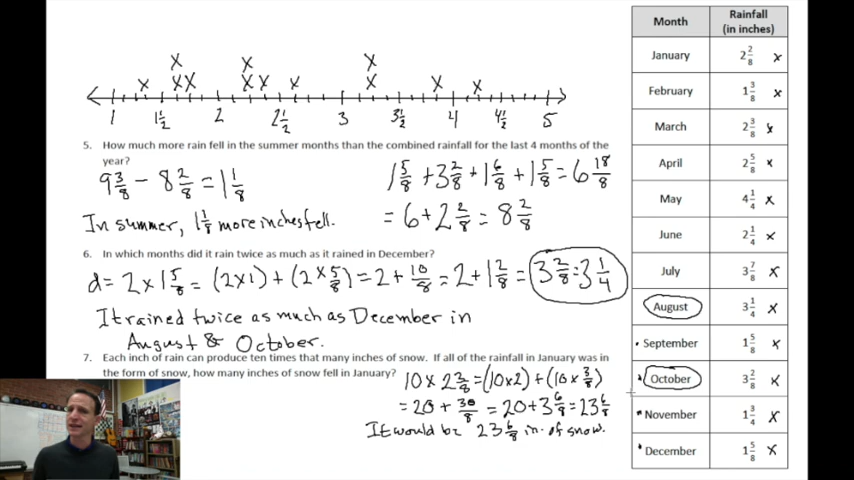 X X X
X XX XX X X X X X
1 1 1/2 2 2 1/2 3 3 1/2 4 4 1/2 5
5. How much more rain fell in the summer months than the combined rainfall for the last 4 months of the
year?
9 3/8 - 8 2/8 = 1 1/8
1 5/8 + 3 2/8 + 1 6/8 + 1 5/8 = 6 18/8
= 6 + 2 2/8 = 8 2/8
In summer, 1 1/8 more inches fell.
6. In which months did it rain twice as much as it rained in December?
d = 2 x 1 5/8 = (2x1) + (2 x 5/8) = 2 + 10/8 = 2 + 1 2/8 = 3 2/8 = 3 1/4
It rained twice as much as December in
August & October.
7. Each inch of rain can produce ten times that many inches of snow. If all of the rainfall in January was in
the form of snow, how many inches of snow fell in January?
10 x 2 3/8 = (10x2) + (10 x 3/8)
= 20 + 30/8 = 20 + 3 6/8 = 23 6/8
It would be 23 6/8 in. of snow.
Month Rainfall
(in inches)
January 2 2/8 x
February 1 3/8 x
March 2 3/8 x
April 2 5/8 x
May 4 1/4 x
June 2 1/4 x
July 3 7/8 x
August 3 1/4 x
September 1 5/8 x
October 3 2/8 x
November 1 3/4 x
December 1 5/8 x